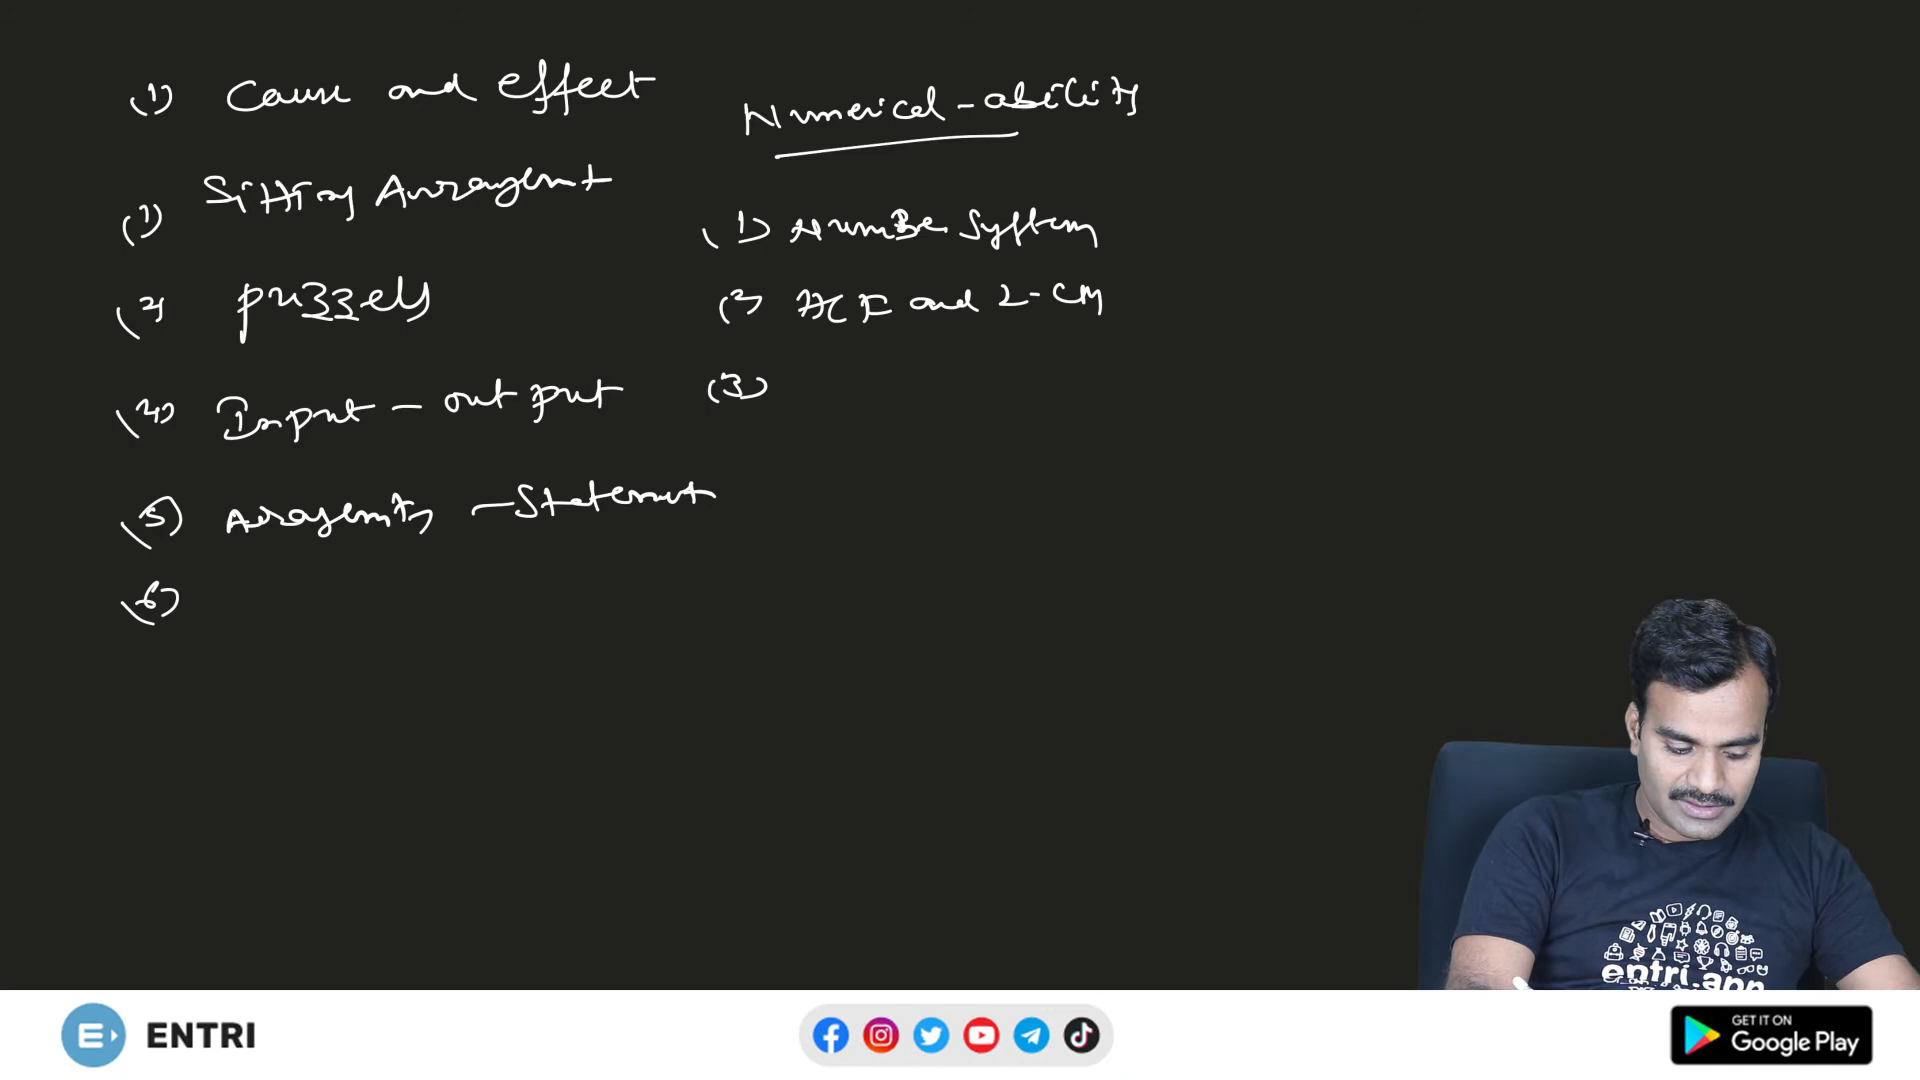 (1) Cause and effect
(1) Sitting Arrangement
(2) puzzels
(4) Input - output
(5) Arragemts - Statement
(6)
Numerical - ability
(1) Number System
(2) HCF and L-CM
(3)
entri.app
ENTRI
GET IT ON
Google Play